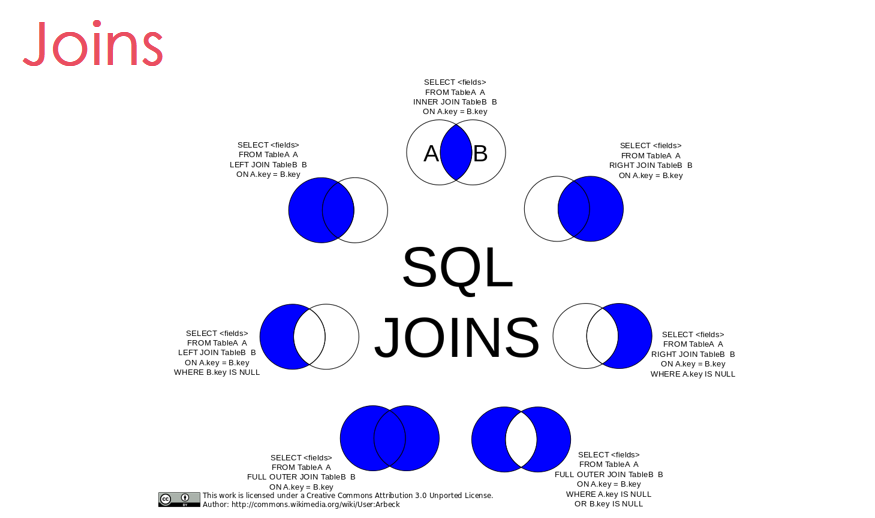 Joins
SELECT <fields>
FROM TableA A
INNER JOIN TableB B
ON A.key = B.key
A B
SELECT <fields>
FROM TableA A
LEFT JOIN TableB B
ON A.key = B.key
SELECT <fields>
FROM TableA A
RIGHT JOIN TableB B
ON A.key = B.key
SQL
JOINS
SELECT <fields>
FROM TableA A
LEFT JOIN TableB B
ON A.key = B.key
WHERE B.key IS NULL
SELECT <fields>
FROM TableA A
RIGHT JOIN TableB B
ON A.key = B.key
WHERE A.key IS NULL
SELECT <fields>
FROM TableA A
FULL OUTER JOIN TableB B
ON A.key = B.key
SELECT <fields>
FROM TableA A
FULL OUTER JOIN TableB B
ON A.key = B.key
WHERE A.key IS NULL
OR B.key IS NULL
cc
BY
This work is licensed under a Creative Commons Attribution 3.0 Unported License.
Author: http://commons.wikimedia.org/wiki/User:Arbeck